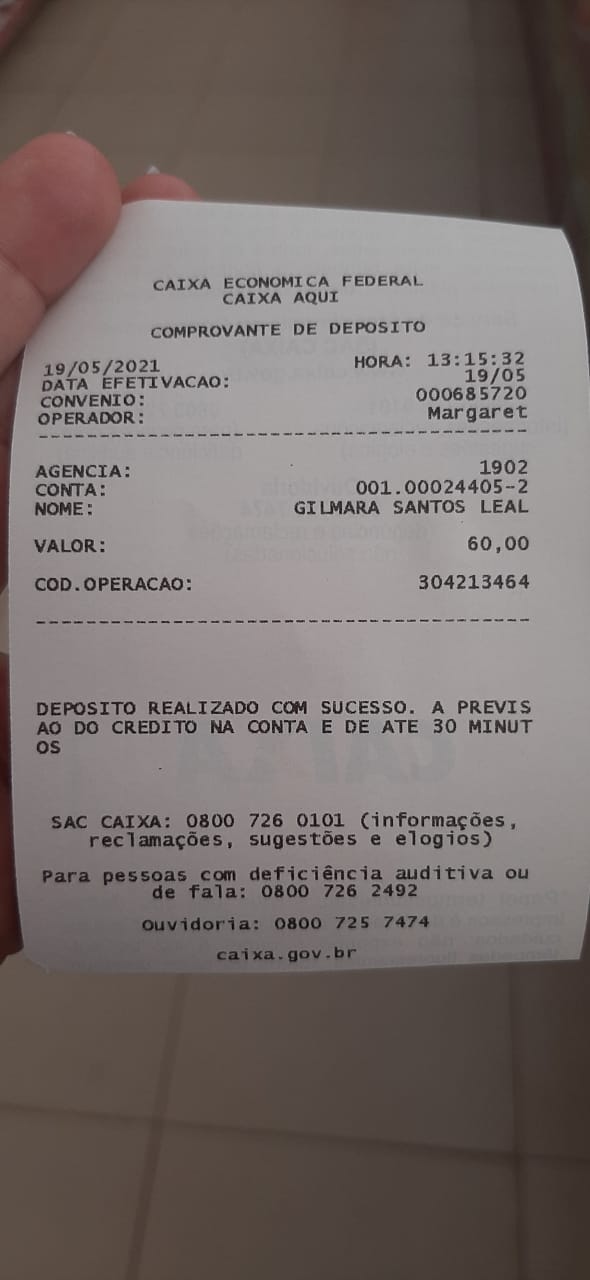 CAIXA ECONOMICA FEDERAL
CAIXA AQUI
COMPROVANTE DE DEPOSITO
19/05/2021 HORA: 13:15:32
DATA EFETIVACAO: 19/05
CONVENIO: 000685720
OPERADOR: Margaret
AGENCIA: 1902
CONTA: 001.00024405-2
NOME: GILMARA SANTOS LEAL
VALOR: 60,00
COD.OPERACAO: 304213464
DEPOSITO REALIZADO COM SUCESSO. A PREVIS
AO DO CREDITO NA CONTA E DE ATE 30 MINUT
OS
SAC CAIXA: 0800 726 0101 (informações,
reclamações, sugestões e elogios)
Para pessoas com deficiência auditiva ou
de fala: 0800 726 2492
Ouvidoria: 0800 725 7474
caixa.gov.br